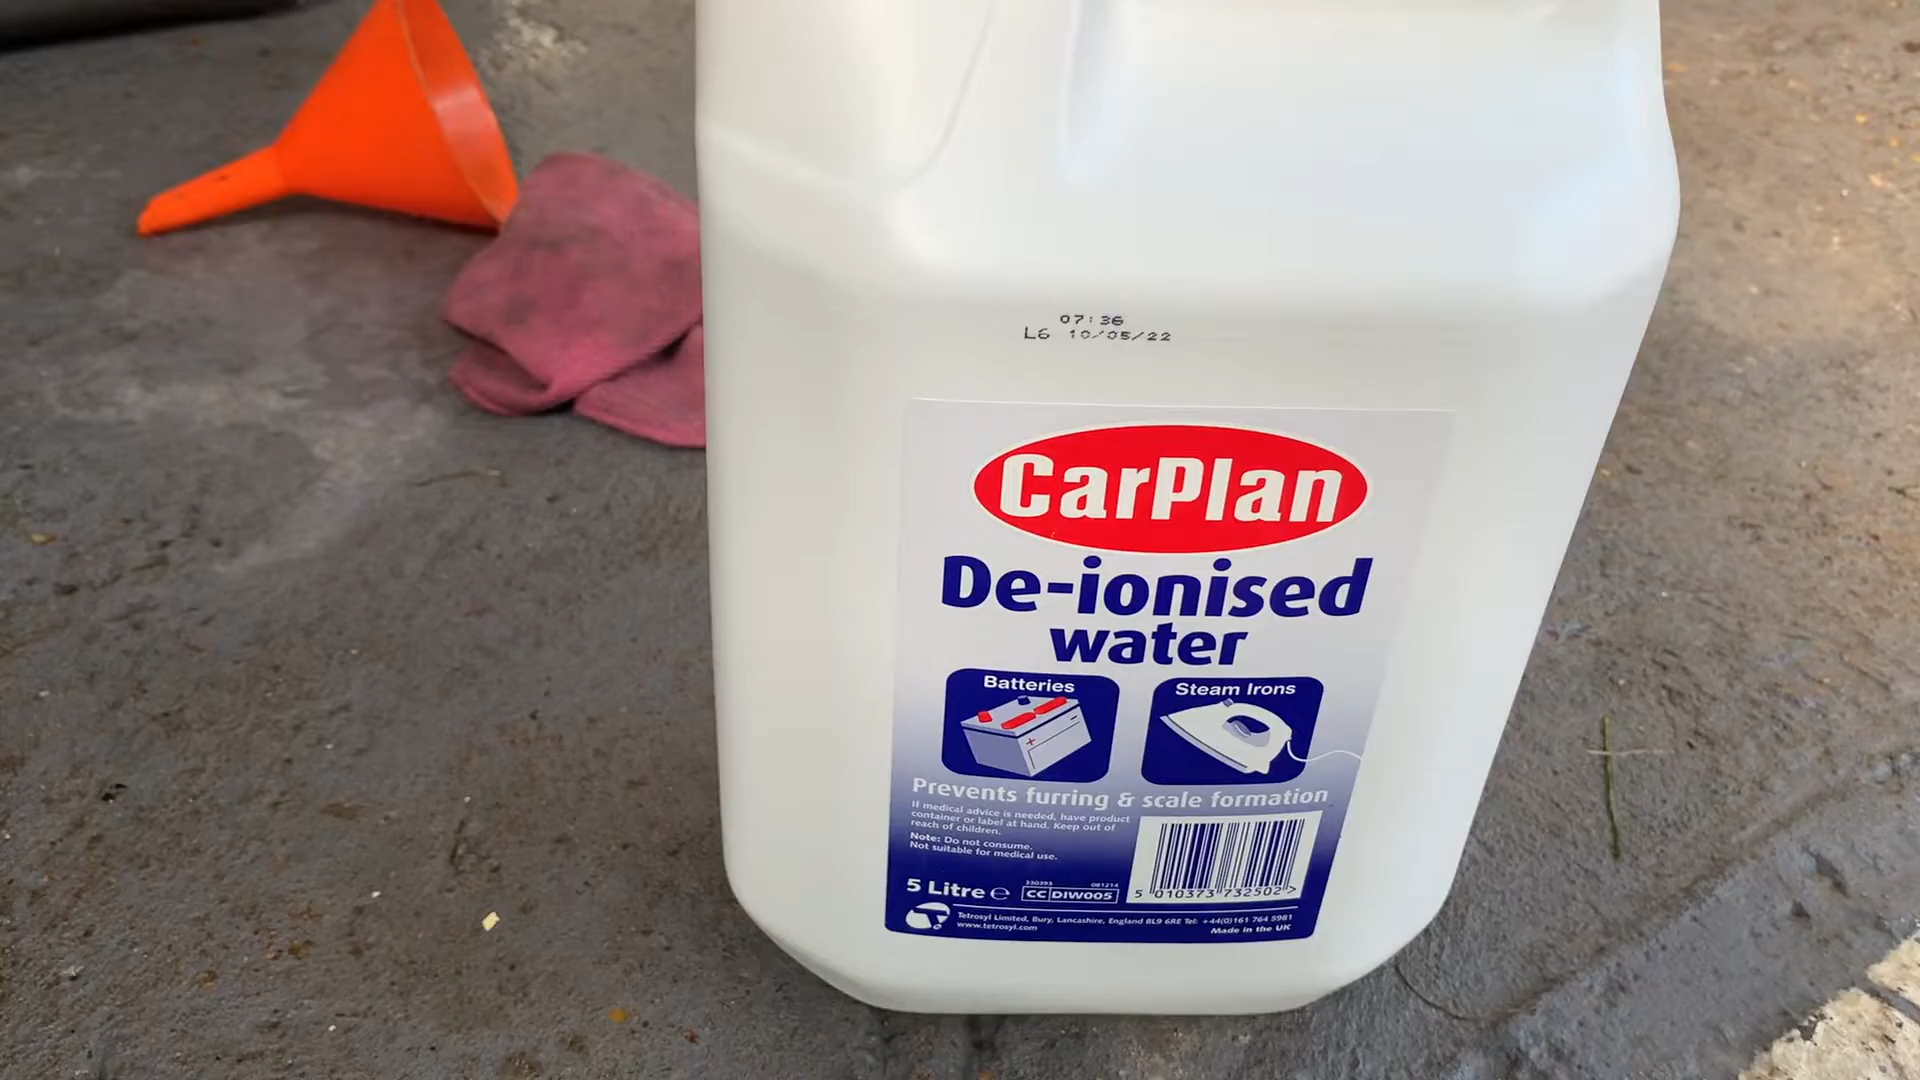 07:36
L6 10/05/22
CarPlan
De-ionised
water
Batteries
Steam Irons
Prevents furring & scale formation
If medical advice is needed, have product
container or label at hand. Keep out of
reach of children.
Note: Do not consume.
Not suitable for medical use.
5 Litre ℮
330393 081214
CC DIW005
5 010373 732502 >
Tetrosyl Limited, Bury, Lancashire, England BL9 6RE Tel: +44(0)161 764 5981
www.tetrosyl.com
Made in the UK